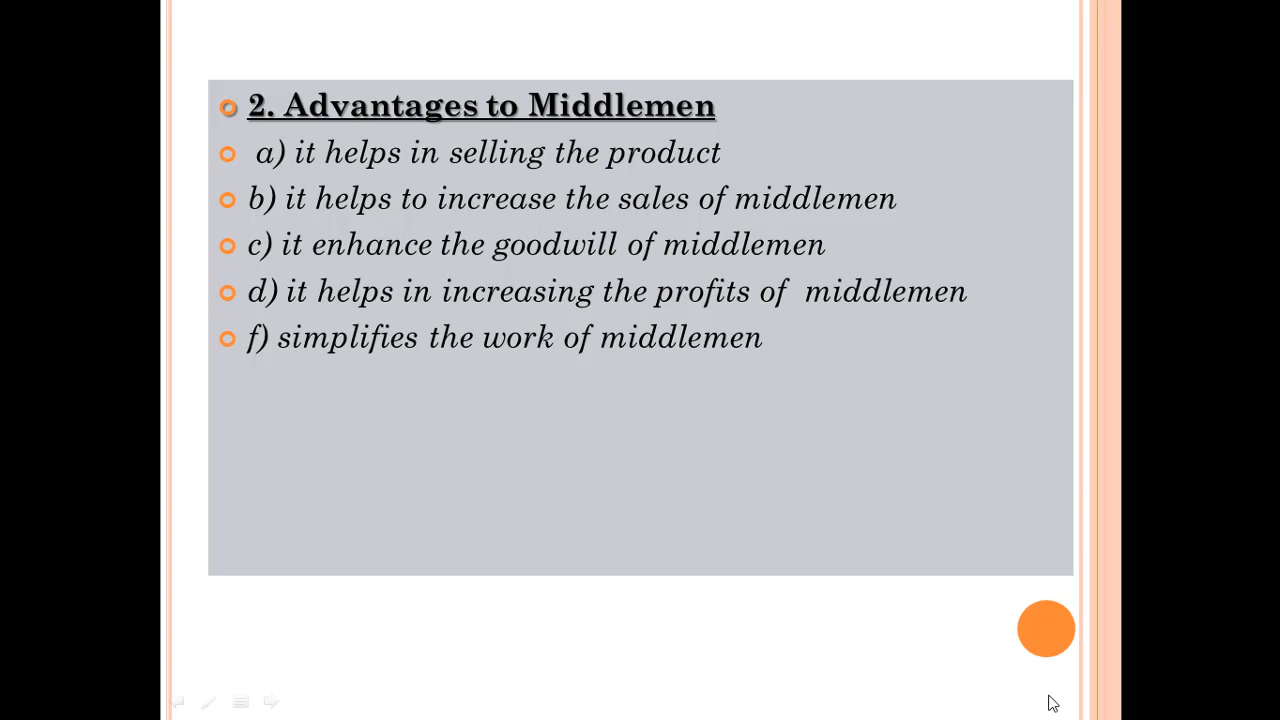 2. Advantages to Middlemen
a) it helps in selling the product
b) it helps to increase the sales of middlemen
c) it enhance the goodwill of middlemen
d) it helps in increasing the profits of middlemen
f) simplifies the work of middlemen